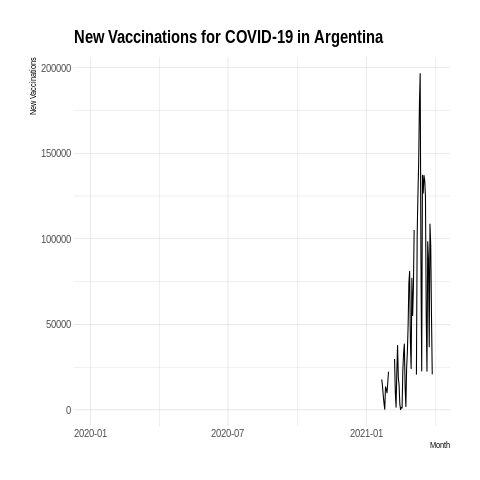 New Vaccinations for COVID-19 in Argentina
New Vaccinations
200000
150000
100000
50000
0
2020-01 2020-07 2021-01
Month